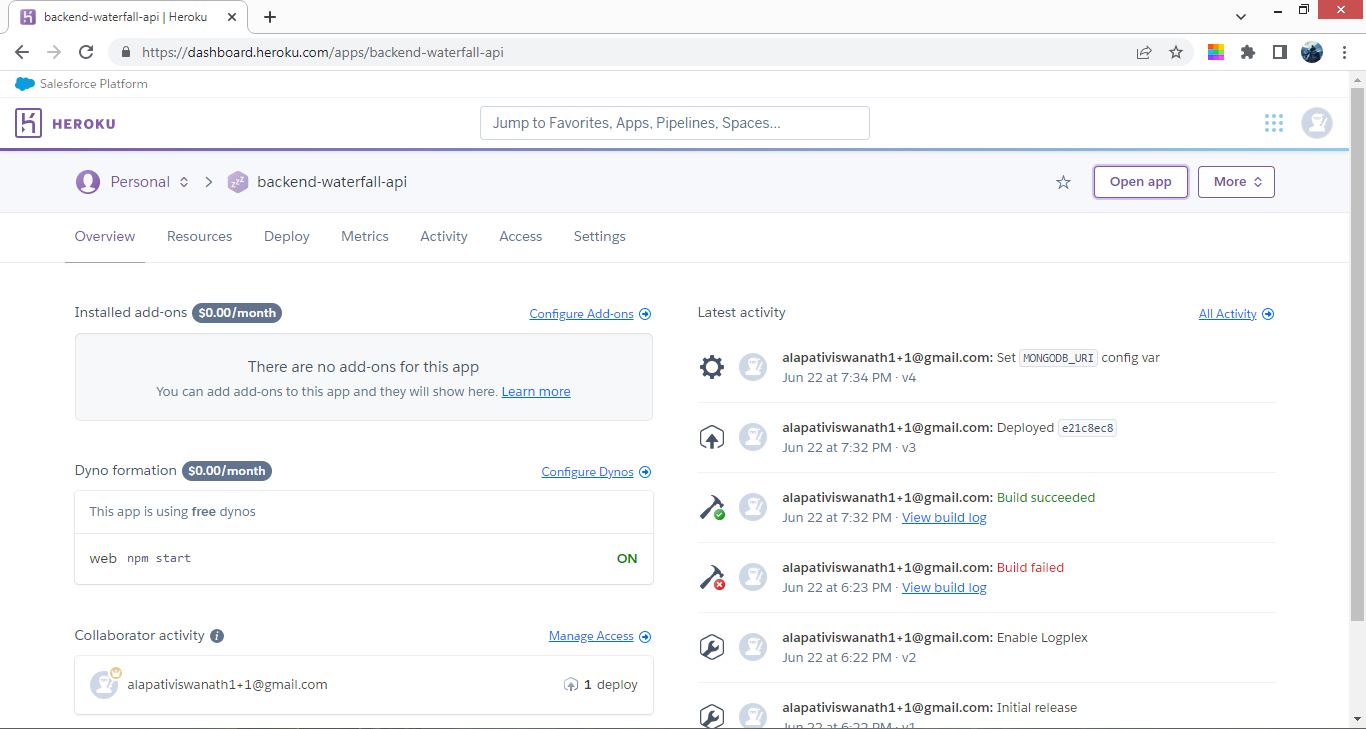 backend-waterfall-api | Heroku
https://dashboard.heroku.com/apps/backend-waterfall-api
Salesforce Platform
HEROKU
Jump to Favorites, Apps, Pipelines, Spaces...
Personal
zzz
backend-waterfall-api
Open app
More
Overview Resources Deploy Metrics Activity Access Settings
Installed add-ons $0.00/month
Configure Add-ons
There are no add-ons for this app
You can add add-ons to this app and they will show here. Learn more
Dyno formation $0.00/month
Configure Dynos
This app is using free dynos
web npm start ON
Collaborator activity
Manage Access
alapativiswanath1+1@gmail.com
1 deploy
Latest activity
All Activity
alapativiswanath1+1@gmail.com: Set MONGODB_URI config var
Jun 22 at 7:34 PM · v4
alapativiswanath1+1@gmail.com: Deployed e21c8ec8
Jun 22 at 7:32 PM · v3
alapativiswanath1+1@gmail.com: Build succeeded
Jun 22 at 7:32 PM · View build log
alapativiswanath1+1@gmail.com: Build failed
Jun 22 at 6:23 PM · View build log
alapativiswanath1+1@gmail.com: Enable Logplex
Jun 22 at 6:22 PM · v2
alapativiswanath1+1@gmail.com: Initial release
Jun 22 at 6:22 PM · v1